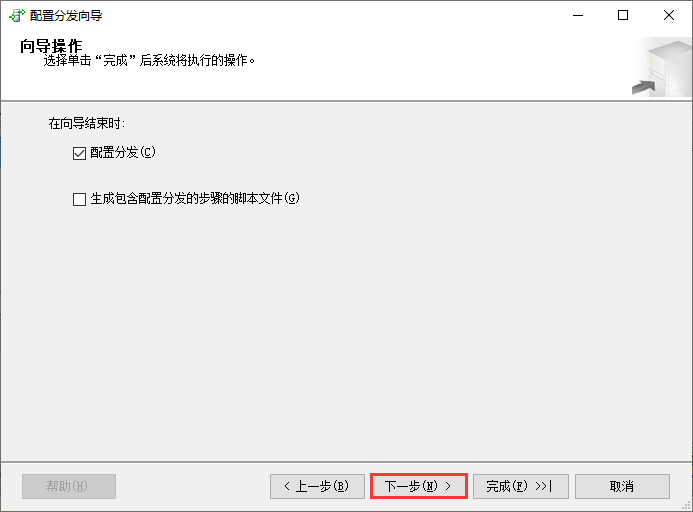 配置分发向导
向导操作
选择单击“完成”后系统将执行的操作。
在向导结束时:
配置分发(C)
生成包含配置分发的步骤的脚本文件(G)
帮助(H)
< 上一步(B)
下一步(N) >
完成(F) >>|
取消